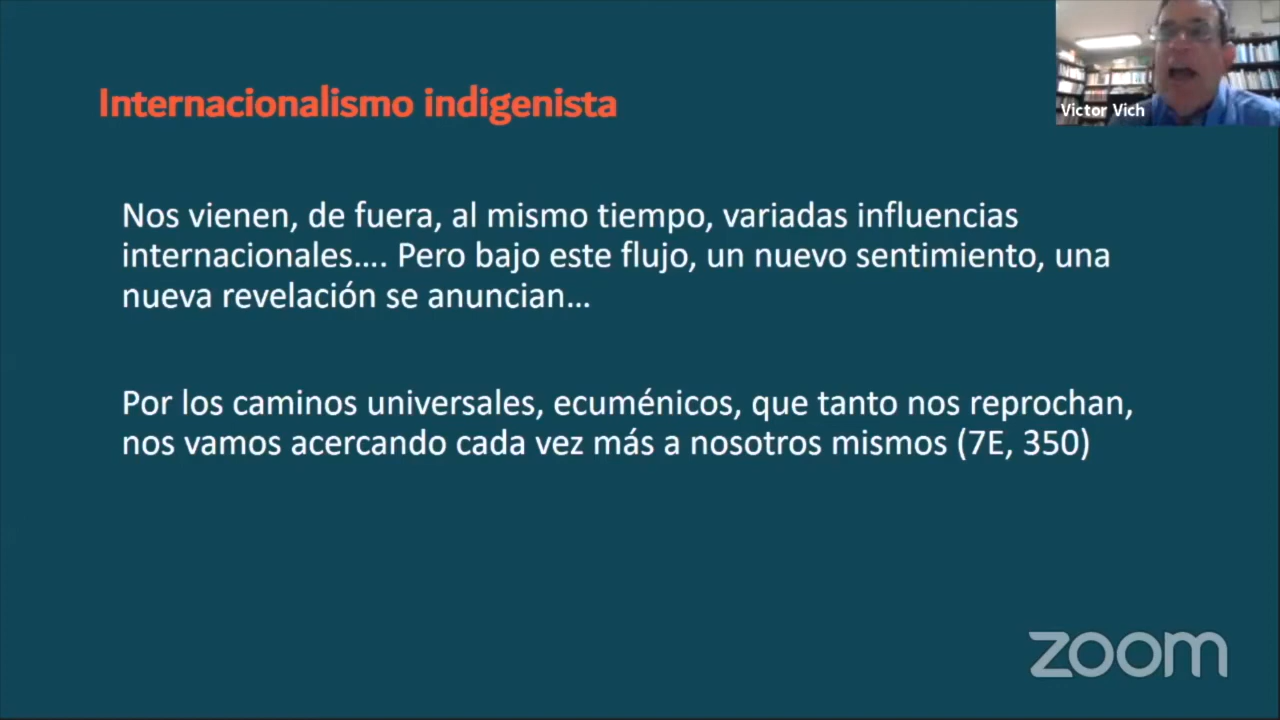 Victor Vich
Internacionalismo indigenista
Nos vienen, de fuera, al mismo tiempo, variadas influencias
internacionales.... Pero bajo este flujo, un nuevo sentimiento, una
nueva revelación se anuncian...
Por los caminos universales, ecuménicos, que tanto nos reprochan,
nos vamos acercando cada vez más a nosotros mismos (7E, 350)
zoom